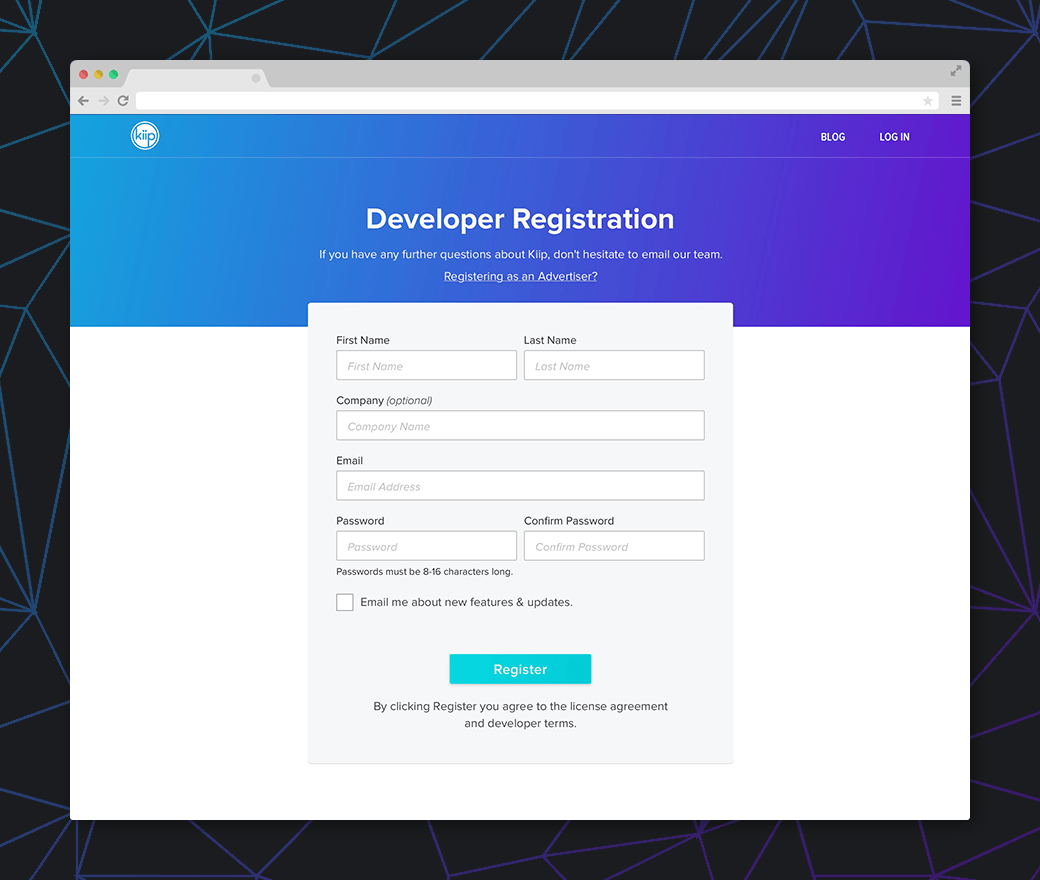 kiip
BLOG
LOG IN
Developer Registration
If you have any further questions about Kiip, don't hesitate to email our team.
Registering as an Advertiser?
First Name
Last Name
First Name
Last Name
Company (optional)
Company Name
Email
Email Address
Password
Confirm Password
Password
Confirm Password
Passwords must be 8-16 characters long.
Email me about new features & updates.
Register
By clicking Register you agree to the license agreement
and developer terms.